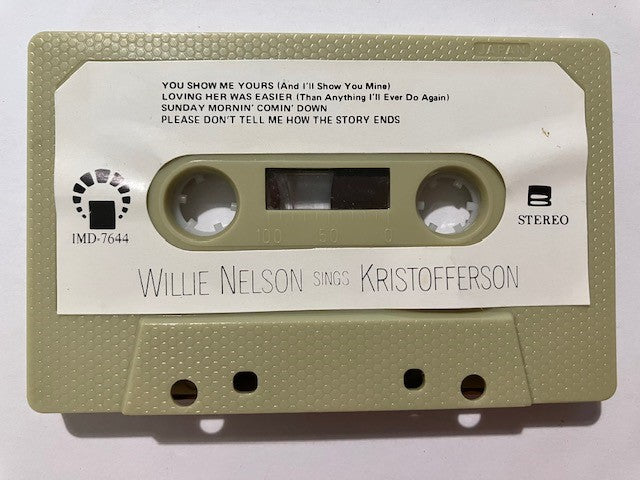 JAPAN
YOU SHOW ME YOURS (And I'll Show You Mine)
LOVING HER WAS EASIER (Than Anything I'll Ever Do Again)
SUNDAY MORNIN' COMIN' DOWN
PLEASE DON'T TELL ME HOW THE STORY ENDS
B
IMD-7644
STEREO
100 50 0
WILLIE NELSON SINGS KRISTOFFERSON